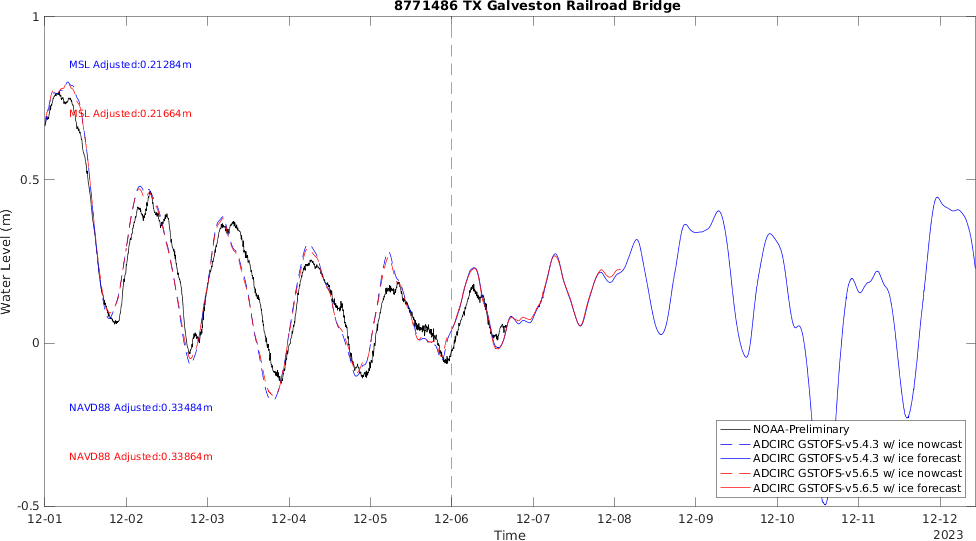 8771486 TX Galveston Railroad Bridge
1
MSL Adjusted:0.21284m
MSL Adjusted:0.21664m
0.5
Water Level (m)
0
NAVD88 Adjusted:0.33484m
NAVD88 Adjusted:0.33864m
NOAA-Preliminary
ADCIRC GSTOFS-v5.4.3 w/ ice nowcast
ADCIRC GSTOFS-v5.4.3 w/ ice forecast
ADCIRC GSTOFS-v5.6.5 w/ ice nowcast
ADCIRC GSTOFS-v5.6.5 w/ ice forecast
-0.5
12-01 12-02 12-03 12-04 12-05 12-06 12-07 12-08 12-09 12-10 12-11 12-12
Time
2023